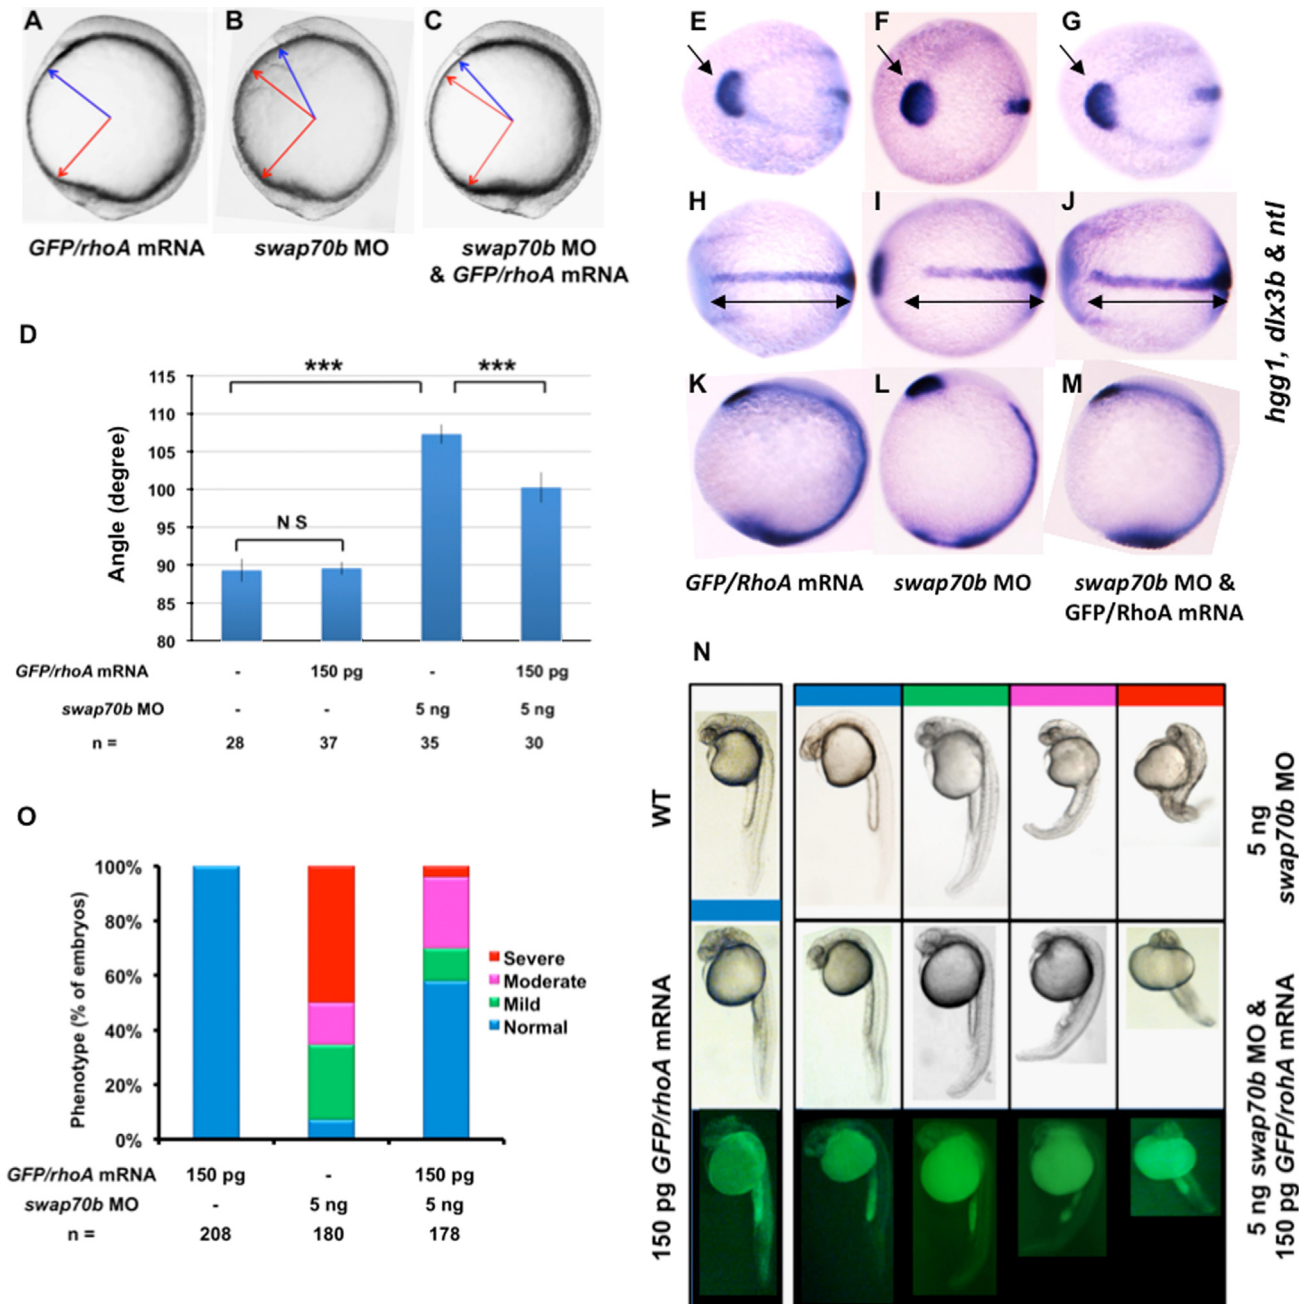 A
B
C
GFP/rhoA mRNA
swap70b MO
swap70b MO
& GFP/rhoA mRNA
D
Angle (degree)
115
110
105
100
95
90
85
80
***
***
N S
GFP/rhoA mRNA - 150 pg - 150 pg
swap70b MO - - 5 ng 5 ng
n = 28 37 35 30
E
F
G
H
I
J
K
L
M
hgg1, dlx3b & ntl
GFP/RhoA mRNA
swap70b MO
swap70b MO &
GFP/RhoA mRNA
N
WT
150 pg GFP/rhoA mRNA
5 ng
swap70b MO
5 ng swap70b MO &
150 pg GFP/rohA mRNA
O
Phenotype (% of embryos)
100%
80%
60%
40%
20%
0%
Severe
Moderate
Mild
Normal
GFP/rhoA mRNA 150 pg - 150 pg
swap70b MO - 5 ng 5 ng
n = 208 180 178